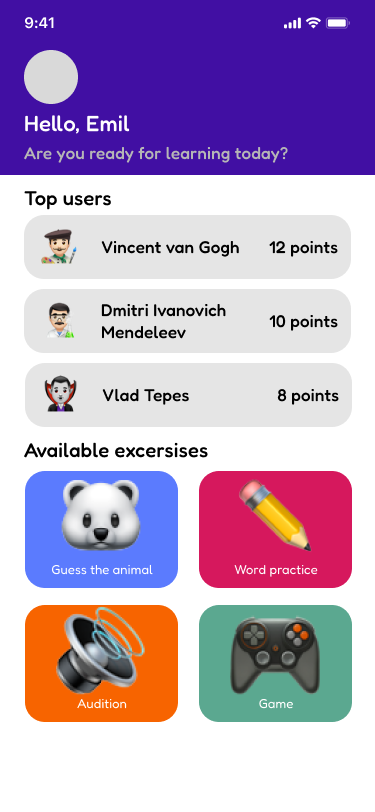 9:41
Hello, Emil
Are you ready for learning today?
Top users
Vincent van Gogh 12 points
Dmitri Ivanovich
Mendeleev 10 points
Vlad Tepes 8 points
Available excersises
Guess the animal Word practice
Audition Game